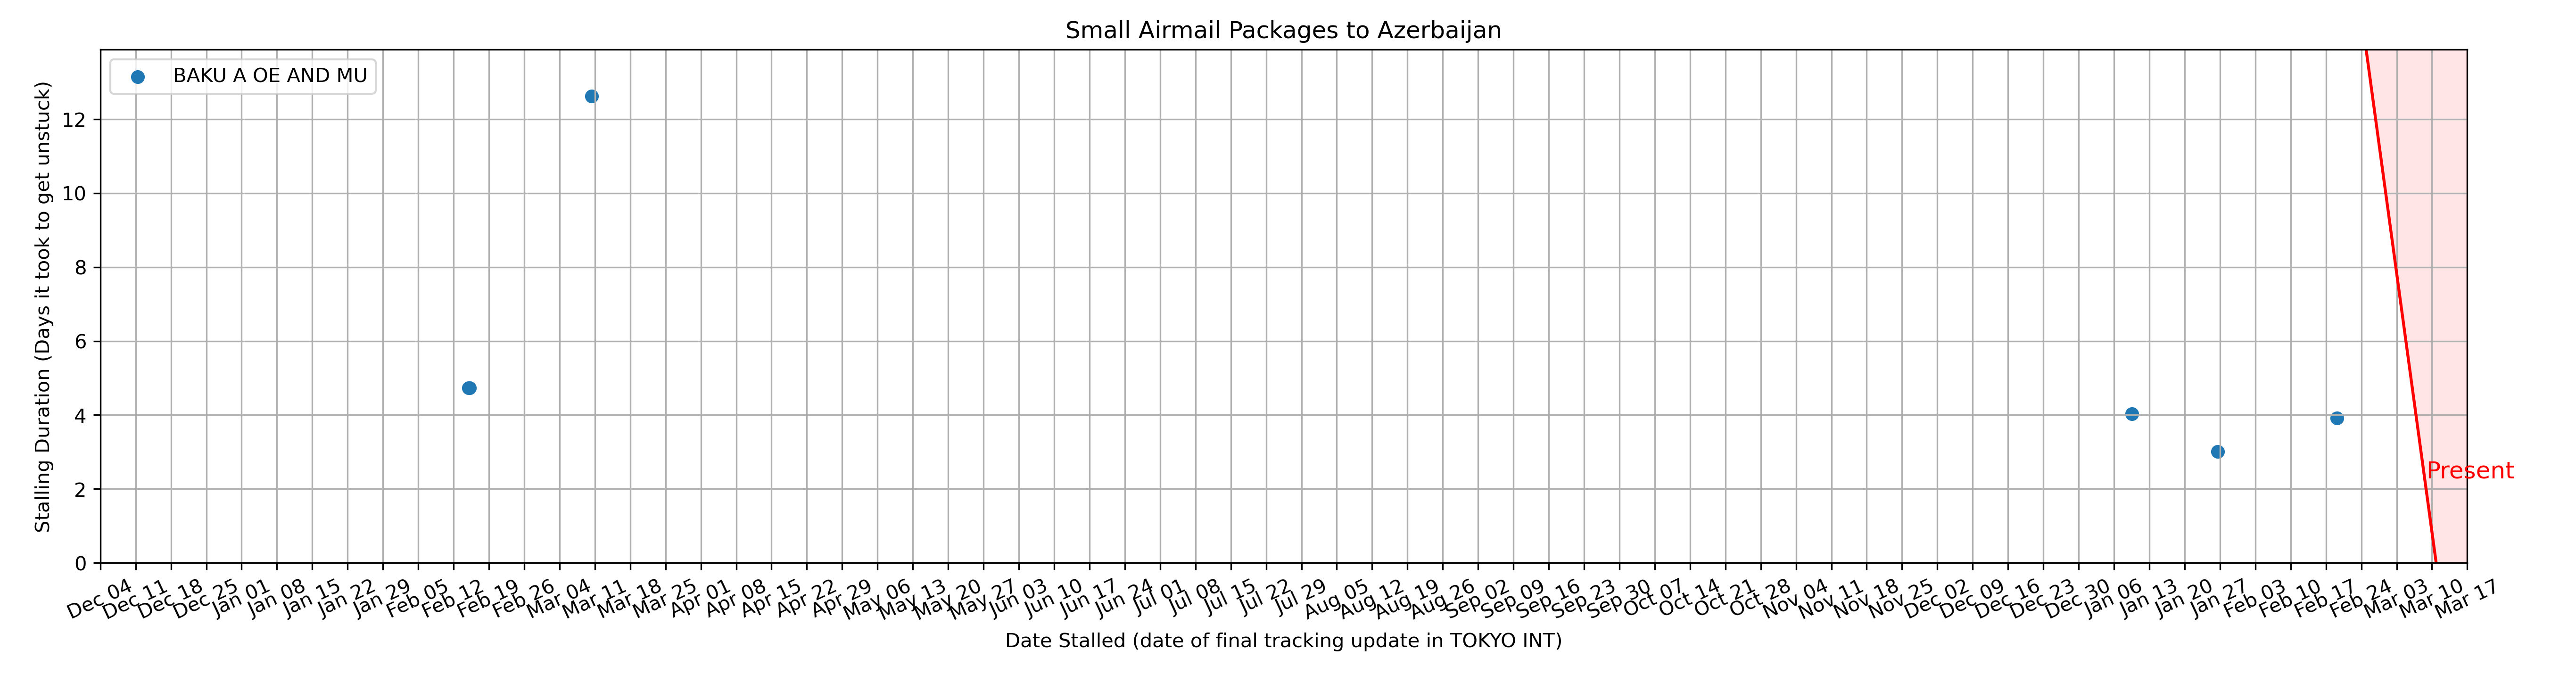 Small Airmail Packages to Azerbaijan
BAKU A OE AND MU
Stalling Duration (Days it took to get unstuck)
12
10
8
6
4
2
0
Present
Dec 04
Dec 11
Dec 18
Dec 25
Jan 01
Jan 08
Jan 15
Jan 22
Jan 29
Feb 05
Feb 12
Feb 19
Feb 26
Mar 04
Mar 11
Mar 18
Mar 25
Apr 01
Apr 08
Apr 15
Apr 22
Apr 29
May 06
May 13
May 20
May 27
Jun 03
Jun 10
Jun 17
Jun 24
Jul 01
Jul 08
Jul 15
Jul 22
Jul 29
Aug 05
Aug 12
Aug 19
Aug 26
Sep 02
Sep 09
Sep 16
Sep 23
Sep 30
Oct 07
Oct 14
Oct 21
Oct 28
Nov 04
Nov 11
Nov 18
Nov 25
Dec 02
Dec 09
Dec 16
Dec 23
Dec 30
Jan 06
Jan 13
Jan 20
Jan 27
Feb 03
Feb 10
Feb 17
Feb 24
Mar 03
Mar 10
Mar 17
Date Stalled (date of final tracking update in TOKYO INT)